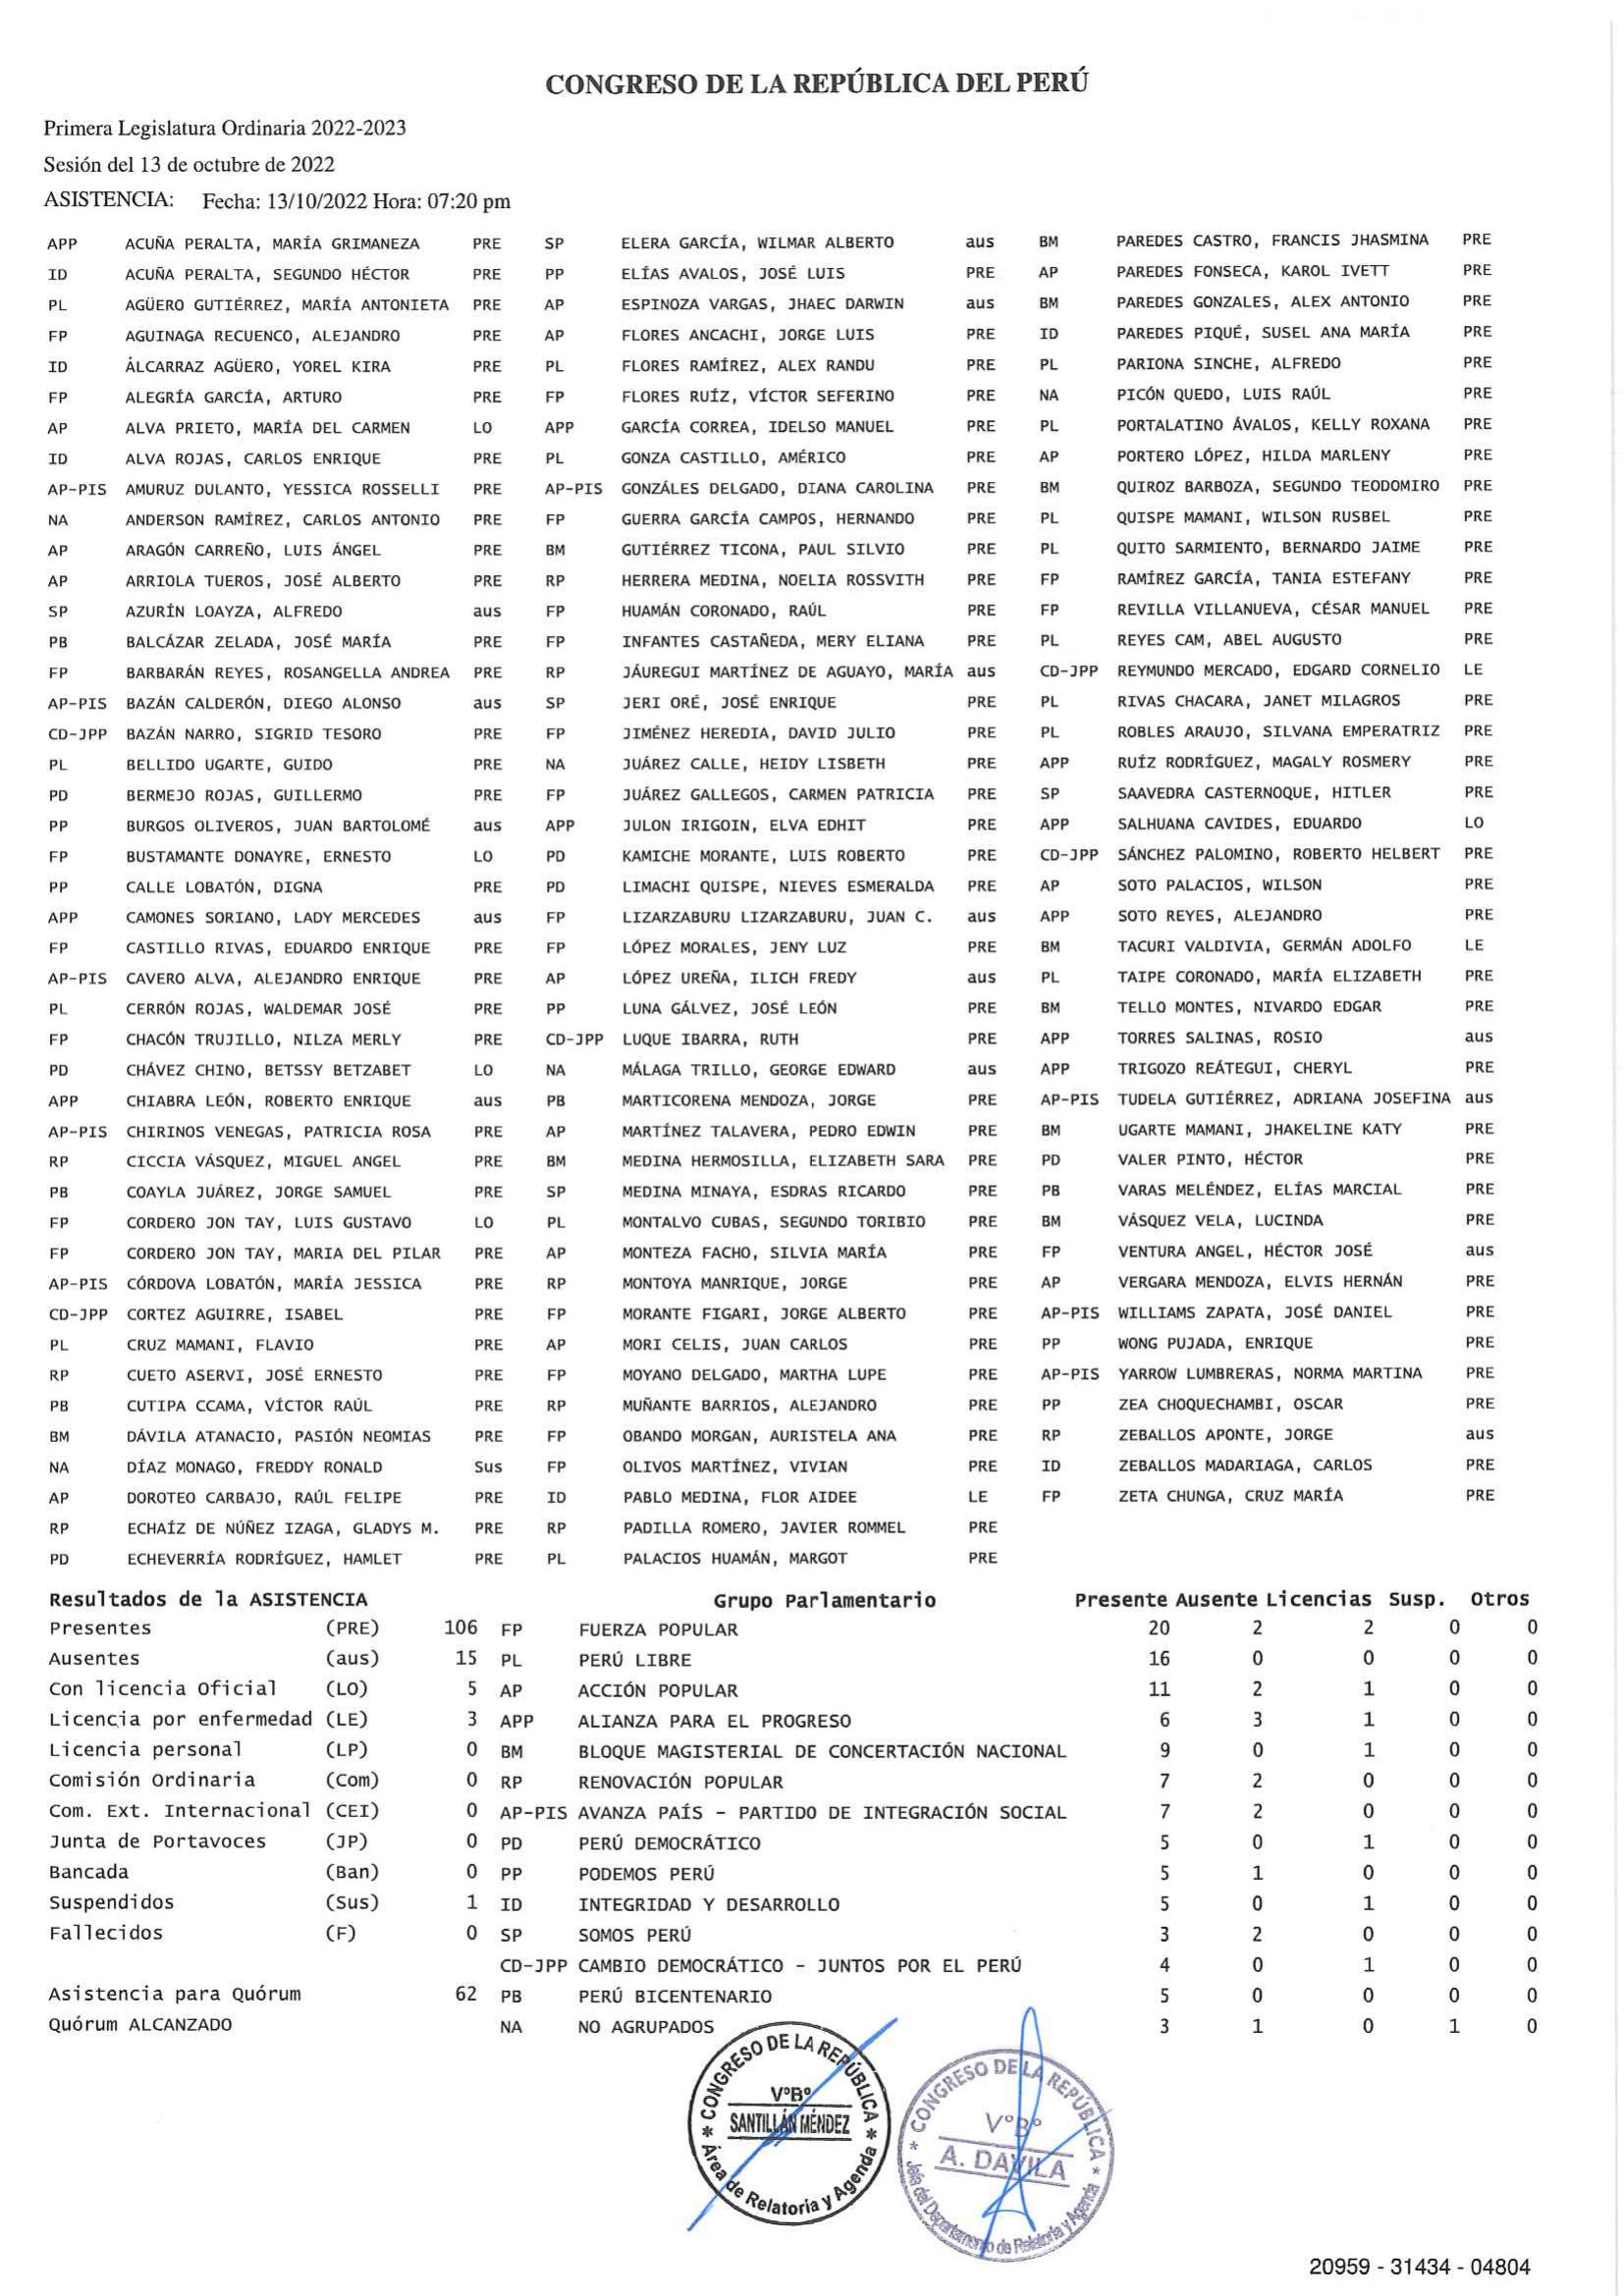 CONGRESO DE LA REPÚBLICA DEL PERÚ
Primera Legislatura Ordinaria 2022-2023
Sesión del 13 de octubre de 2022
ASISTENCIA: Fecha: 13/10/2022 Hora: 07:20 pm
APP ACUÑA PERALTA, MARÍA GRIMANEZA PRE SP ELERA GARCÍA, WILMAR ALBERTO aus BM PAREDES CASTRO, FRANCIS JHASMINA PRE
ID ACUÑA PERALTA, SEGUNDO HÉCTOR PRE PP ELÍAS AVALOS, JOSÉ LUIS PRE AP PAREDES FONSECA, KAROL IVETT PRE
PL AGÜERO GUTIÉRREZ, MARÍA ANTONIETA PRE AP ESPINOZA VARGAS, JHAEC DARWIN aus BM PAREDES GONZALES, ALEX ANTONIO PRE
FP AGUINAGA RECUENCO, ALEJANDRO PRE AP FLORES ANCACHI, JORGE LUIS PRE ID PAREDES PIQUÉ, SUSEL ANA MARÍA PRE
ID ÁLCARRAZ AGÜERO, YOREL KIRA PRE PL FLORES RAMÍREZ, ALEX RANDU PRE PL PARIONA SINCHE, ALFREDO PRE
FP ALEGRÍA GARCÍA, ARTURO PRE FP FLORES RUÍZ, VÍCTOR SEFERINO PRE NA PICÓN QUEDO, LUIS RAÚL PRE
AP ALVA PRIETO, MARÍA DEL CARMEN LO APP GARCÍA CORREA, IDELSO MANUEL PRE PL PORTALATINO ÁVALOS, KELLY ROXANA PRE
ID ALVA ROJAS, CARLOS ENRIQUE PRE PL GONZA CASTILLO, AMÉRICO PRE AP PORTERO LÓPEZ, HILDA MARLENY PRE
AP-PIS AMURUZ DULANTO, YESSICA ROSSELLI PRE AP-PIS GONZÁLES DELGADO, DIANA CAROLINA PRE BM QUIROZ BARBOZA, SEGUNDO TEODOMIRO PRE
NA ANDERSON RAMÍREZ, CARLOS ANTONIO PRE FP GUERRA GARCÍA CAMPOS, HERNANDO PRE PL QUISPE MAMANI, WILSON RUSBEL PRE
AP ARAGÓN CARREÑO, LUIS ÁNGEL PRE BM GUTIÉRREZ TICONA, PAUL SILVIO PRE PL QUITO SARMIENTO, BERNARDO JAIME PRE
AP ARRIOLA TUEROS, JOSÉ ALBERTO PRE RP HERRERA MEDINA, NOELIA ROSSVITH PRE FP RAMÍREZ GARCÍA, TANIA ESTEFANY PRE
SP AZURÍN LOAYZA, ALFREDO aus FP HUAMÁN CORONADO, RAÚL PRE FP REVILLA VILLANUEVA, CÉSAR MANUEL PRE
PB BALCÁZAR ZELADA, JOSÉ MARÍA PRE FP INFANTES CASTAÑEDA, MERY ELIANA PRE PL REYES CAM, ABEL AUGUSTO PRE
FP BARBARÁN REYES, ROSANGELLA ANDREA PRE RP JÁUREGUI MARTÍNEZ DE AGUAYO, MARÍA aus CD-JPP REYMUNDO MERCADO, EDGARD CORNELIO LE
AP-PIS BAZÁN CALDERÓN, DIEGO ALONSO aus SP JERI ORÉ, JOSÉ ENRIQUE PRE PL RIVAS CHACARA, JANET MILAGROS PRE
CD-JPP BAZÁN NARRO, SIGRID TESORO PRE FP JIMÉNEZ HEREDIA, DAVID JULIO PRE PL ROBLES ARAUJO, SILVANA EMPERATRIZ PRE
PL BELLIDO UGARTE, GUIDO PRE NA JUÁREZ CALLE, HEIDY LISBETH PRE APP RUÍZ RODRÍGUEZ, MAGALY ROSMERY PRE
PD BERMEJO ROJAS, GUILLERMO PRE FP JUÁREZ GALLEGOS, CARMEN PATRICIA PRE SP SAAVEDRA CASTERNOQUE, HITLER PRE
PP BURGOS OLIVEROS, JUAN BARTOLOMÉ aus APP JULON IRIGOIN, ELVA EDHIT PRE APP SALHUANA CAVIDES, EDUARDO LO
FP BUSTAMANTE DONAYRE, ERNESTO LO PD KAMICHE MORANTE, LUIS ROBERTO PRE CD-JPP SÁNCHEZ PALOMINO, ROBERTO HELBERT PRE
PP CALLE LOBATÓN, DIGNA PRE PD LIMACHI QUISPE, NIEVES ESMERALDA PRE AP SOTO PALACIOS, WILSON PRE
APP CAMONES SORIANO, LADY MERCEDES aus FP LIZARZABURU LIZARZABURU, JUAN C. aus APP SOTO REYES, ALEJANDRO PRE
FP CASTILLO RIVAS, EDUARDO ENRIQUE PRE FP LÓPEZ MORALES, JENY LUZ PRE BM TACURI VALDIVIA, GERMÁN ADOLFO LE
AP-PIS CAVERO ALVA, ALEJANDRO ENRIQUE PRE AP LÓPEZ UREÑA, ILICH FREDY aus PL TAIPE CORONADO, MARÍA ELIZABETH PRE
PL CERRÓN ROJAS, WALDEMAR JOSÉ PRE PP LUNA GÁLVEZ, JOSÉ LEÓN PRE BM TELLO MONTES, NIVARDO EDGAR PRE
FP CHACÓN TRUJILLO, NILZA MERLY PRE CD-JPP LUQUE IBARRA, RUTH PRE APP TORRES SALINAS, ROSIO aus
PD CHÁVEZ CHINO, BETSSY BETZABET LO NA MÁLAGA TRILLO, GEORGE EDWARD aus APP TRIGOZO REÁTEGUI, CHERYL PRE
APP CHIABRA LEÓN, ROBERTO ENRIQUE aus PB MARTICORENA MENDOZA, JORGE PRE AP-PIS TUDELA GUTIÉRREZ, ADRIANA JOSEFINA aus
AP-PIS CHIRINOS VENEGAS, PATRICIA ROSA PRE AP MARTÍNEZ TALAVERA, PEDRO EDWIN PRE BM UGARTE MAMANI, JHAKELINE KATY PRE
RP CICCIA VÁSQUEZ, MIGUEL ANGEL PRE BM MEDINA HERMOSILLA, ELIZABETH SARA PRE PD VALER PINTO, HÉCTOR PRE
PB COAYLA JUÁREZ, JORGE SAMUEL PRE SP MEDINA MINAYA, ESDRAS RICARDO PRE PB VARAS MELÉNDEZ, ELÍAS MARCIAL PRE
FP CORDERO JON TAY, LUIS GUSTAVO LO PL MONTALVO CUBAS, SEGUNDO TORIBIO PRE BM VÁSQUEZ VELA, LUCINDA PRE
FP CORDERO JON TAY, MARIA DEL PILAR PRE AP MONTEZA FACHO, SILVIA MARÍA PRE FP VENTURA ANGEL, HÉCTOR JOSÉ aus
AP-PIS CÓRDOVA LOBATÓN, MARÍA JESSICA PRE RP MONTOYA MANRIQUE, JORGE PRE AP VERGARA MENDOZA, ELVIS HERNÁN PRE
CD-JPP CORTEZ AGUIRRE, ISABEL PRE FP MORANTE FIGARI, JORGE ALBERTO PRE AP-PIS WILLIAMS ZAPATA, JOSÉ DANIEL PRE
PL CRUZ MAMANI, FLAVIO PRE AP MORI CELIS, JUAN CARLOS PRE PP WONG PUJADA, ENRIQUE PRE
RP CUETO ASERVI, JOSÉ ERNESTO PRE FP MOYANO DELGADO, MARTHA LUPE PRE AP-PIS YARROW LUMBRERAS, NORMA MARTINA PRE
PB CUTIPA CCAMA, VÍCTOR RAÚL PRE RP MUÑANTE BARRIOS, ALEJANDRO PRE PP ZEA CHOQUECHAMBI, OSCAR PRE
BM DÁVILA ATANACIO, PASIÓN NEOMIAS PRE FP OBANDO MORGAN, AURISTELA ANA PRE RP ZEBALLOS APONTE, JORGE aus
NA DÍAZ MONAGO, FREDDY RONALD Sus FP OLIVOS MARTÍNEZ, VIVIAN PRE ID ZEBALLOS MADARIAGA, CARLOS PRE
AP DOROTEO CARBAJO, RAÚL FELIPE PRE ID PABLO MEDINA, FLOR AIDEE LE FP ZETA CHUNGA, CRUZ MARÍA PRE
RP ECHAÍZ DE NÚÑEZ IZAGA, GLADYS M. PRE RP PADILLA ROMERO, JAVIER ROMMEL PRE
PD ECHEVERRÍA RODRÍGUEZ, HAMLET PRE PL PALACIOS HUAMÁN, MARGOT PRE
Resultados de la ASISTENCIA Grupo Parlamentario Presente Ausente Licencias Susp. Otros
Presentes (PRE) 106 FP FUERZA POPULAR 20 2 2 0 0
Ausentes (aus) 15 PL PERÚ LIBRE 16 0 0 0 0
Con licencia Oficial (LO) 5 AP ACCIÓN POPULAR 11 2 1 0 0
Licencia por enfermedad (LE) 3 APP ALIANZA PARA EL PROGRESO 6 3 1 0 0
Licencia personal (LP) 0 BM BLOQUE MAGISTERIAL DE CONCERTACIÓN NACIONAL 9 0 1 0 0
Comisión Ordinaria (Com) 0 RP RENOVACIÓN POPULAR 7 2 0 0 0
Com. Ext. Internacional (CEI) 0 AP-PIS AVANZA PAÍS - PARTIDO DE INTEGRACIÓN SOCIAL 7 2 0 0 0
Junta de Portavoces (JP) 0 PD PERÚ DEMOCRÁTICO 5 0 1 0 0
Bancada (Ban) 0 PP PODEMOS PERÚ 5 1 0 0 0
Suspendidos (Sus) 1 ID INTEGRIDAD Y DESARROLLO 5 0 1 0 0
Fallecidos (F) 0 SP SOMOS PERÚ 3 2 0 0 0
CD-JPP CAMBIO DEMOCRÁTICO - JUNTOS POR EL PERÚ 4 0 1 0 0
Asistencia para Quórum 62 PB PERÚ BICENTENARIO 5 0 0 0 0
Quórum ALCANZADO NA NO AGRUPADOS 3 1 0 1 0
* CONGRESO DE LA REPÚBLICA *
VºBº
SANTILLÁN MÉNDEZ
Área de Relatoría y Agenda
* CONGRESO DE LA REPÚBLICA *
VºBº
A. DAVILA
Jefa del Departamento de Relatoría y Agenda
20959 - 31434 - 04804